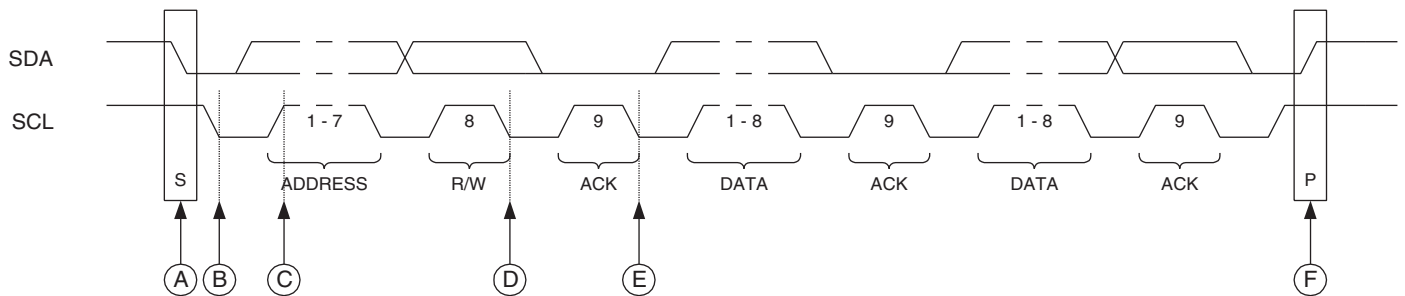 SDA
SCL
1 - 7 8 9 1 - 8 9 1 - 8 9
S ADDRESS R/W ACK DATA ACK DATA ACK P
A B C D E F